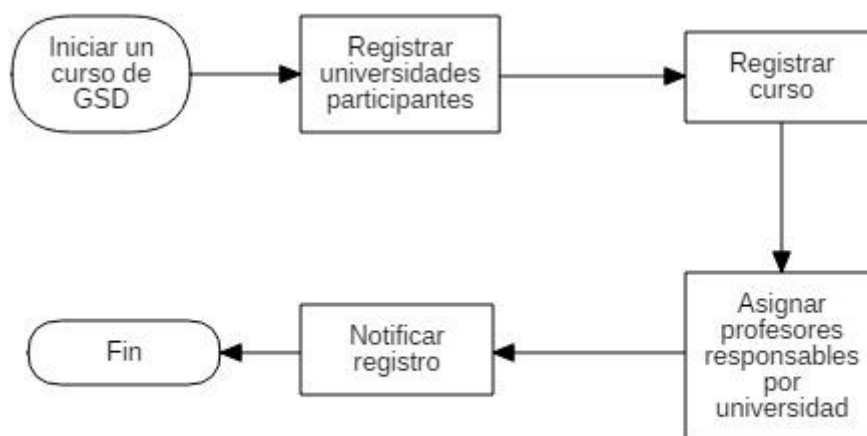 Iniciar un
curso de
GSD
Registrar
universidades
participantes
Registrar
curso
Asignar
profesores
responsables
por
universidad
Notificar
registro
Fin